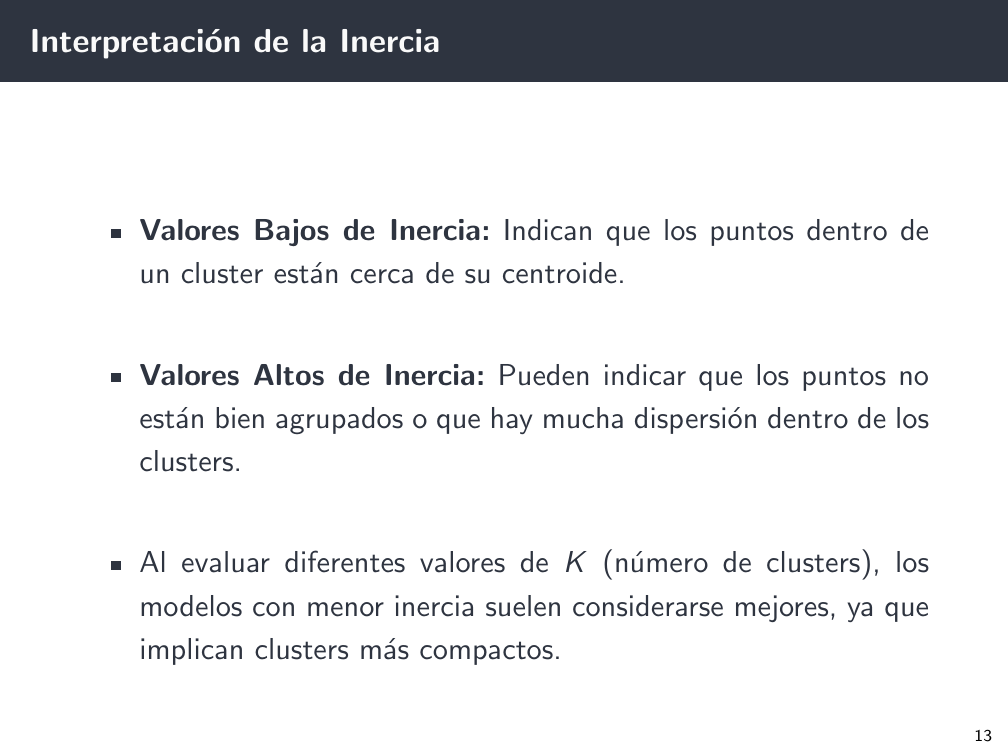 Interpretación de la Inercia
▪ Valores Bajos de Inercia: Indican que los puntos dentro de
un cluster están cerca de su centroide.
▪ Valores Altos de Inercia: Pueden indicar que los puntos no
están bien agrupados o que hay mucha dispersión dentro de los
clusters.
▪ Al evaluar diferentes valores de K (número de clusters), los
modelos con menor inercia suelen considerarse mejores, ya que
implican clusters más compactos.
13